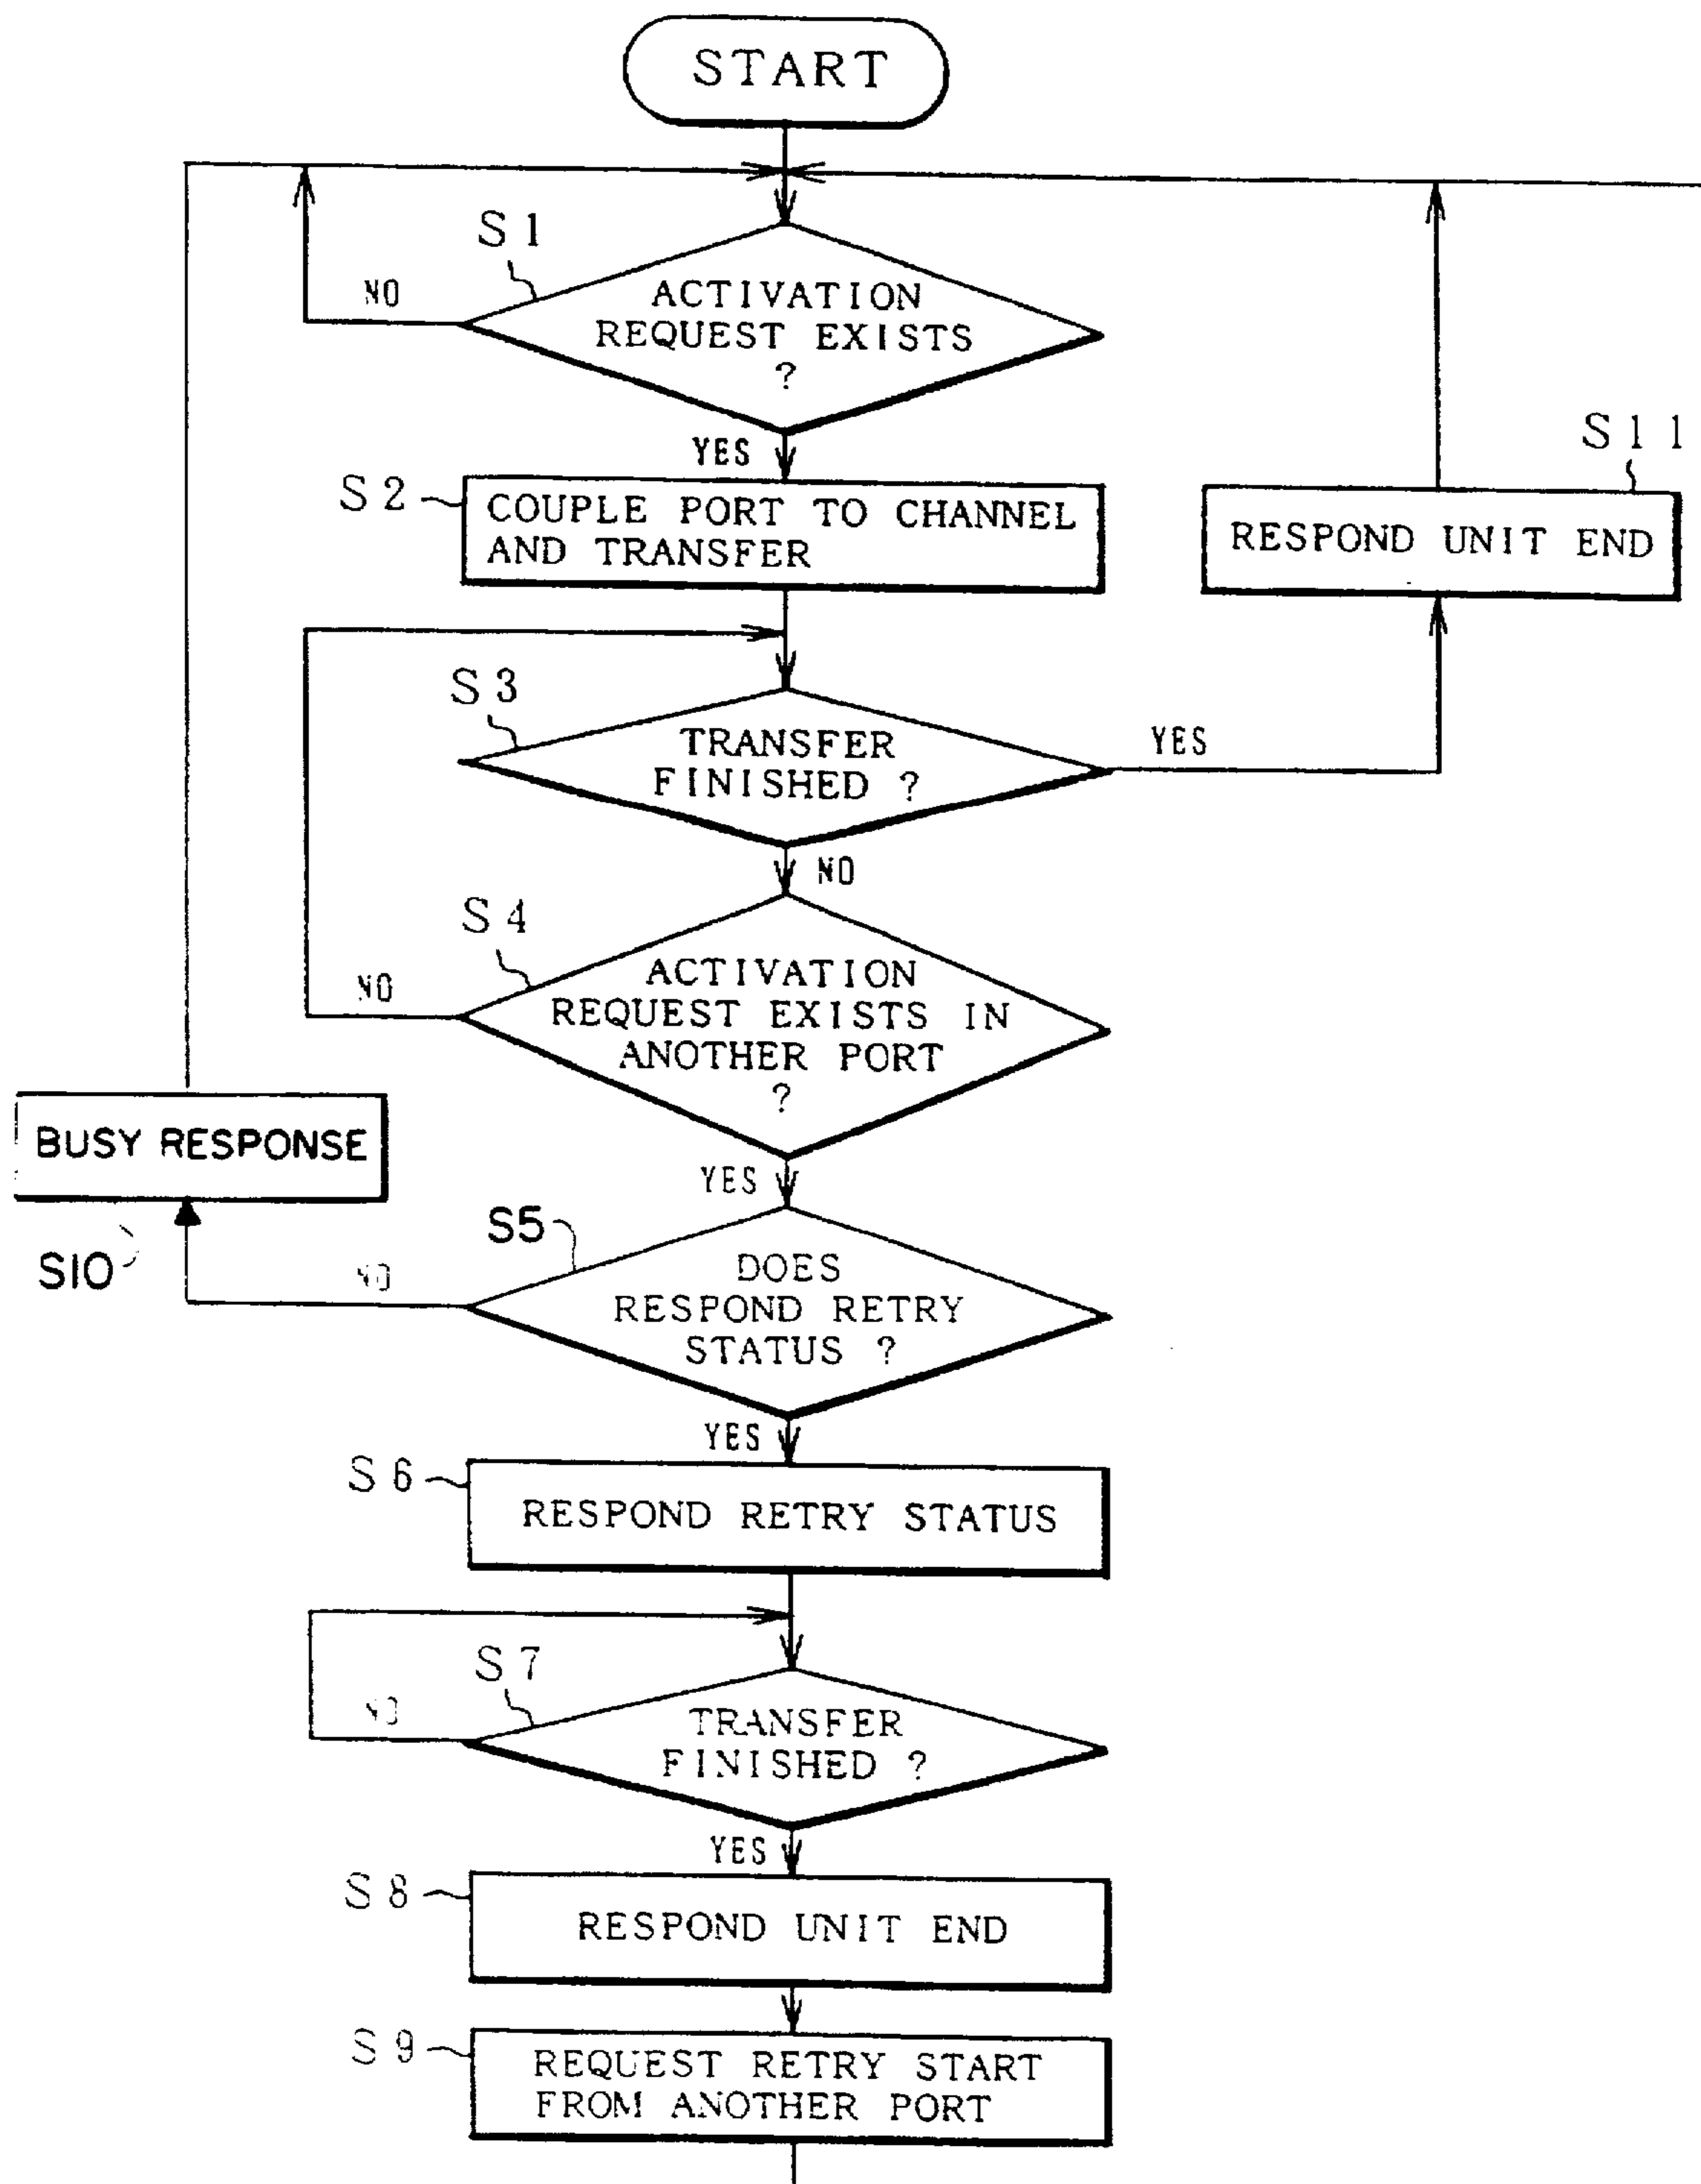 START
S1
NO
ACTIVATION
REQUEST EXISTS
?
YES
S11
S2
COUPLE PORT TO CHANNEL
AND TRANSFER
RESPOND UNIT END
S3
TRANSFER
FINISHED ?
YES
NO
S4
NO
ACTIVATION
REQUEST EXISTS IN
ANOTHER PORT
?
BUSY RESPONSE
YES
S5
S10
NO
DOES
RESPOND RETRY
STATUS ?
YES
S6
RESPOND RETRY STATUS
S7
NO
TRANSFER
FINISHED ?
YES
S8
RESPOND UNIT END
S9
REQUEST RETRY START
FROM ANOTHER PORT